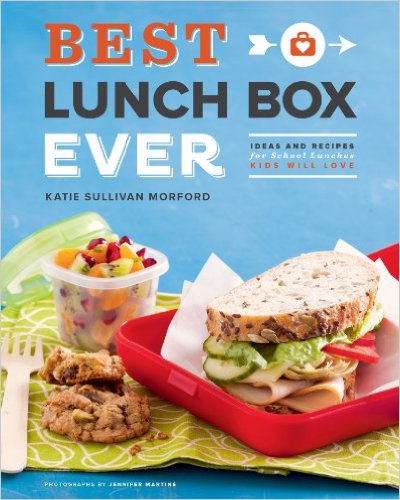 BEST
LUNCH BOX
EVER
IDEAS AND RECIPES
for School Lunches
KIDS WILL LOVE
KATIE SULLIVAN MORFORD
PHOTOGRAPHS BY JENNIFER MARTINÉ